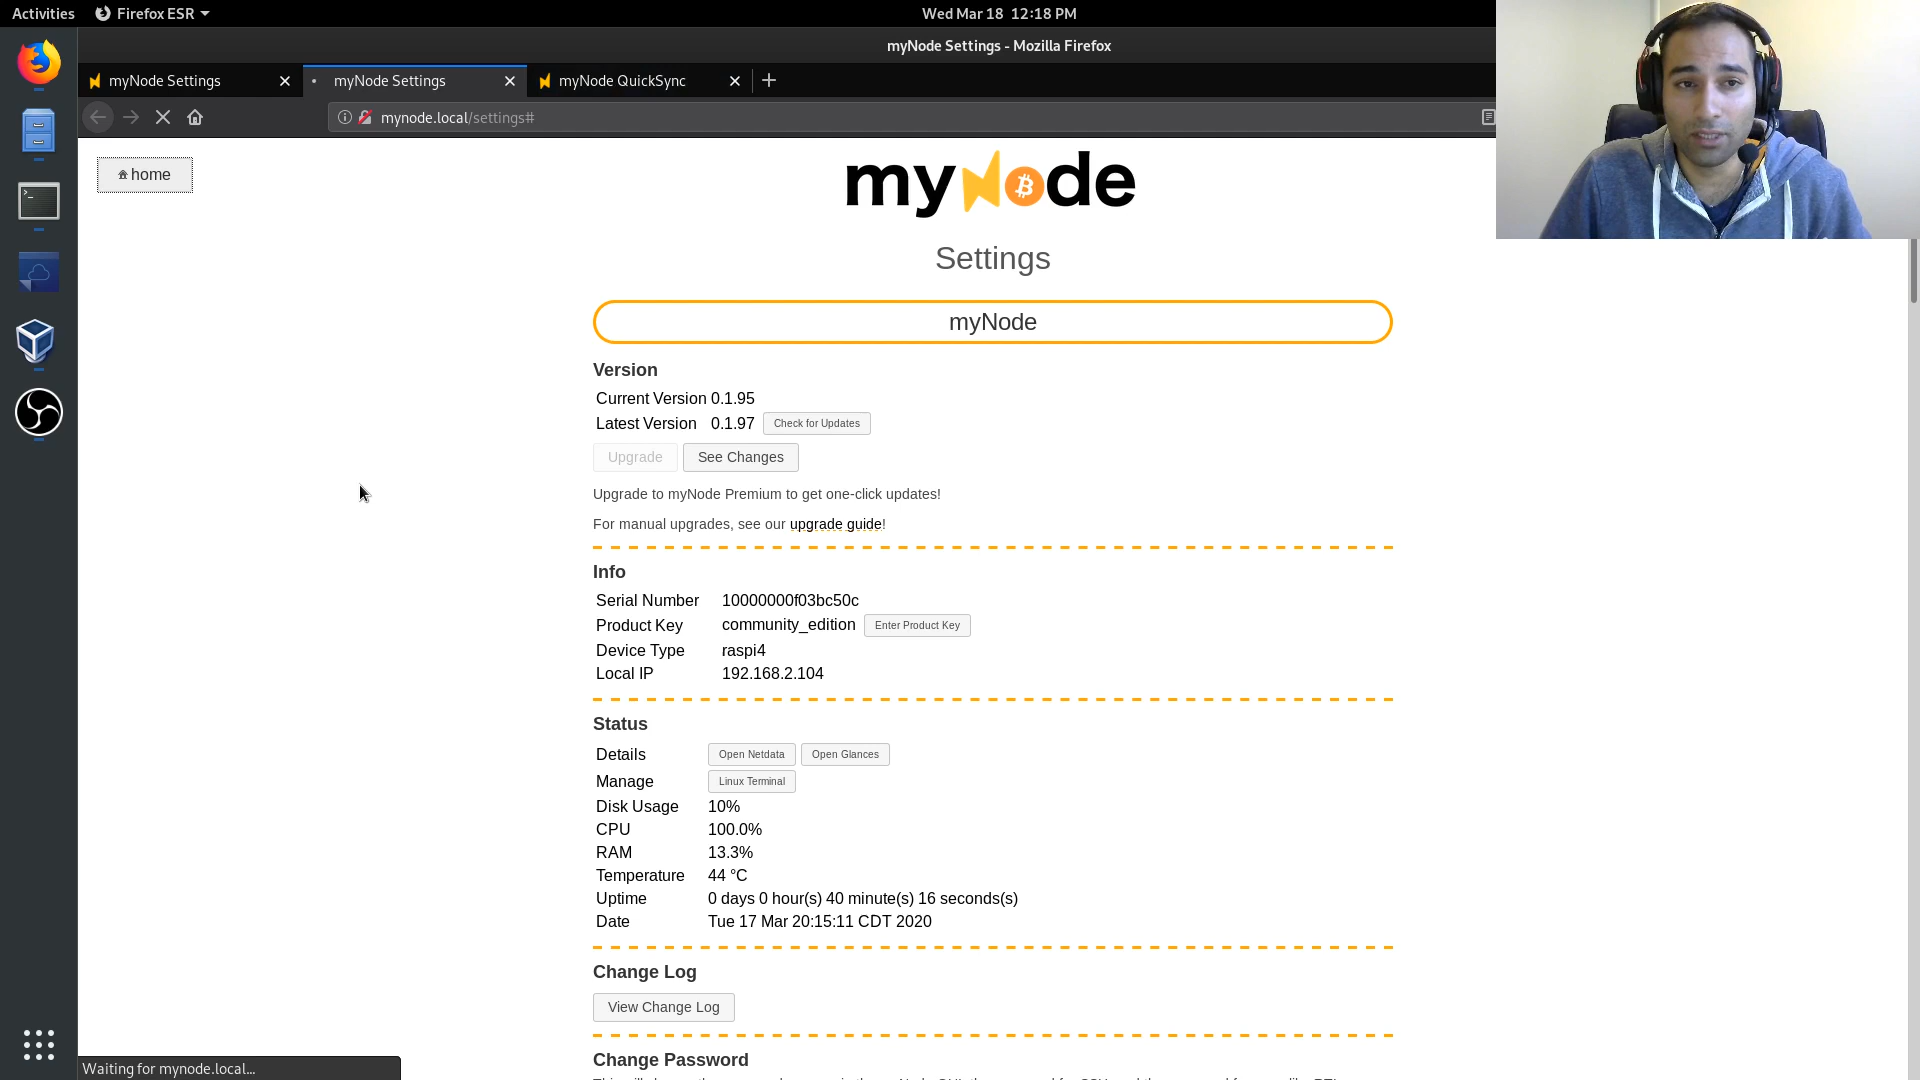 Activities Firefox ESR Wed Mar 18 12:18 PM
myNode Settings - Mozilla Firefox
myNode Settings myNode Settings myNode QuickSync
mynode.local/settings#
home
myNode
Settings
myNode
Version
Current Version 0.1.95
Latest Version 0.1.97 Check for Updates
Upgrade See Changes
Upgrade to myNode Premium to get one-click updates!
For manual upgrades, see our upgrade guide!
Info
Serial Number 10000000f03bc50c
Product Key community_edition Enter Product Key
Device Type raspi4
Local IP 192.168.2.104
Status
Details Open Netdata Open Glances
Manage Linux Terminal
Disk Usage 10%
CPU 100.0%
RAM 13.3%
Temperature 44 °C
Uptime 0 days 0 hour(s) 40 minute(s) 16 seconds(s)
Date Tue 17 Mar 20:15:11 CDT 2020
Change Log
View Change Log
Change Password
Waiting for mynode.local...